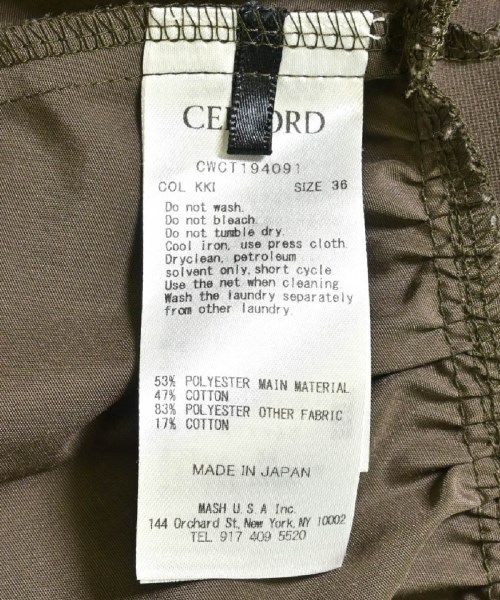 CWCT194091
COL KKI SIZE 36
Do not wash.
Do not bleach.
Do not tumble dry.
Cool iron, use press cloth.
Dryclean, petroleum
solvent only, short cycle.
Use the net when cleaning
Wash the laundry separately
from other laundry.
53% POLYESTER MAIN MATERIAL
47% COTTON
83% POLYESTER OTHER FABRIC
17% COTTON
MADE IN JAPAN
MASH U.S.A Inc.
144 Orchard St, New York, NY 10002
TEL 917 409 5520